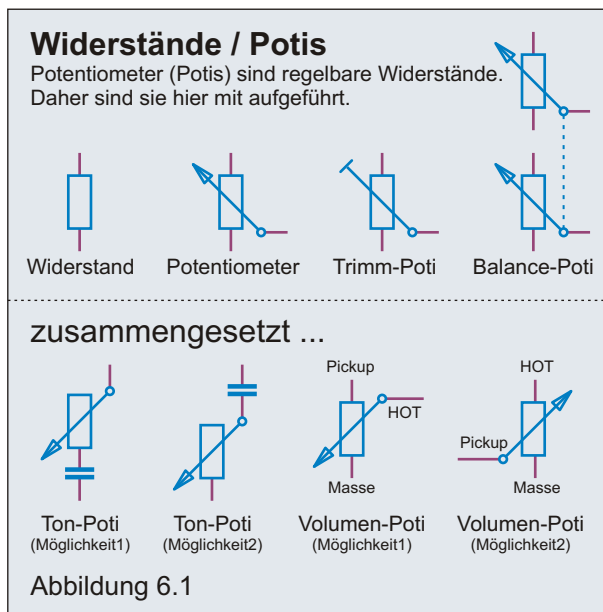 Widerstände / Potis
Potentiometer (Potis) sind regelbare Widerstände.
Daher sind sie hier mit aufgeführt.
Widerstand
Potentiometer
Trimm-Poti
Balance-Poti
zusammengesetzt ...
Ton-Poti
(Möglichkeit1)
Ton-Poti
(Möglichkeit2)
Pickup
HOT
Masse
Volumen-Poti
(Möglichkeit1)
HOT
Pickup
Masse
Volumen-Poti
(Möglichkeit2)
Abbildung 6.1